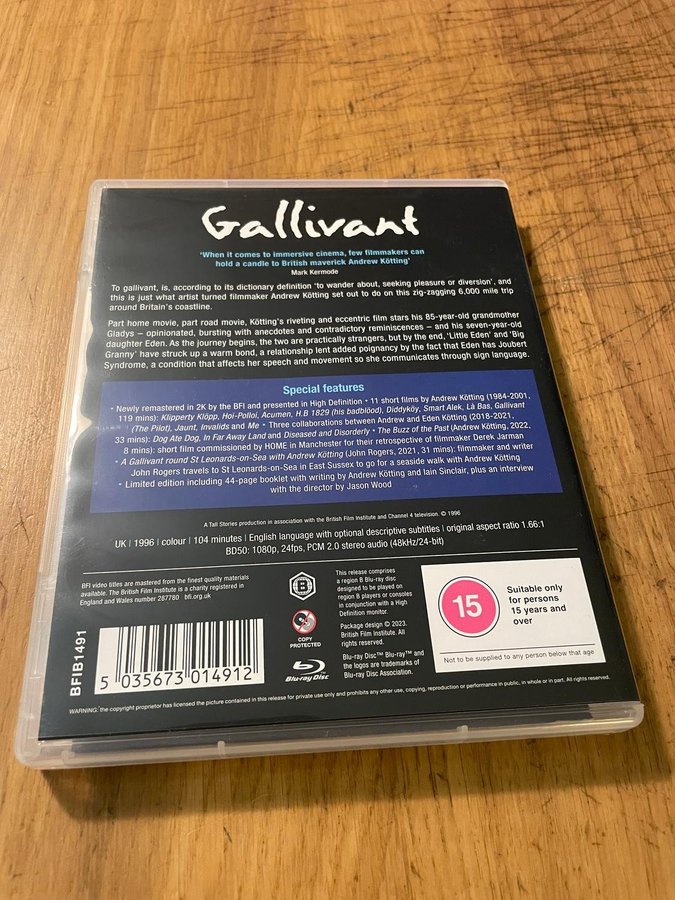 Gallivant
'When it comes to immersive cinema, few filmmakers can
hold a candle to British maverick Andrew Kötting'
Mark Kermode
To gallivant, is, according to its dictionary definition 'to wander about, seeking pleasure or diversion', and
this is just what artist turned filmmaker Andrew Kötting set out to do on this zig-zagging 6,000 mile trip
around Britain's coastline.
Part home movie, part road movie, Kötting's riveting and eccentric film stars his 85-year-old grandmother
Gladys – opinionated, bursting with anecdotes and contradictory reminiscences – and his seven-year-old
daughter Eden. As the journey begins, the two are practically strangers, but by the end, 'Little Eden' and 'Big
Granny' have struck up a warm bond, a relationship lent added poignancy by the fact that Eden has Joubert
Syndrome, a condition that affects her speech and movement so she communicates through sign language.
Special features
• Newly remastered in 2K by the BFI and presented in High Definition • 11 short films by Andrew Kötting (1984-2001,
119 mins): Klipperty Klöpp, Hoi-Polloi, Acumen, H.B 1829 (his badblöod), Diddyköy, Smart Alek, Là Bas, Gallivant
(The Pilot), Jaunt, Invalids and Me • Three collaborations between Andrew and Eden Kötting (2018-2021,
33 mins): Dog Ate Dog, In Far Away Land and Diseased and Disorderly • The Buzz of the Past (Andrew Kötting, 2022,
8 mins): short film commissioned by HOME in Manchester for their retrospective of filmmaker Derek Jarman
• A Gallivant round St Leonards-on-Sea with Andrew Kötting (John Rogers, 2021, 31 mins): filmmaker and writer
John Rogers travels to St Leonards-on-Sea in East Sussex to go for a seaside walk with Andrew Kötting
• Limited edition including 44-page booklet with writing by Andrew Kötting and Iain Sinclair, plus an interview
with the director by Jason Wood
A Tall Stories production in association with the British Film Institute and Channel 4 television. © 1996
UK | 1996 | colour | 104 minutes | English language with optional descriptive subtitles | original aspect ratio 1.66:1
BD50: 1080p, 24fps, PCM 2.0 stereo audio (48kHz/24-bit)
BFI video titles are mastered from the finest quality materials
available. The British Film Institute is a charity registered in
England and Wales number 287780 bfi.org.uk
BFIB1491
5 035673 014912
B
COPY
PROTECTED
Blu-ray Disc
This release comprises
a region B Blu-ray disc
designed to be played on
region B players or consoles
in conjunction with a High
Definition monitor.
Package design © 2023.
British Film Institute. All
rights reserved.
Blu-ray Disc™ Blu-ray™ and
the logos are trademarks of
Blu-ray Disc Association.
15
Suitable only
for persons
15 years and
over
Not to be supplied to any person below that age
WARNING: the copyright proprietor has licensed the picture contained in this release for private use only and prohibits any other use, copying, reproduction or performance in public, in whole or in part. All rights reserved.